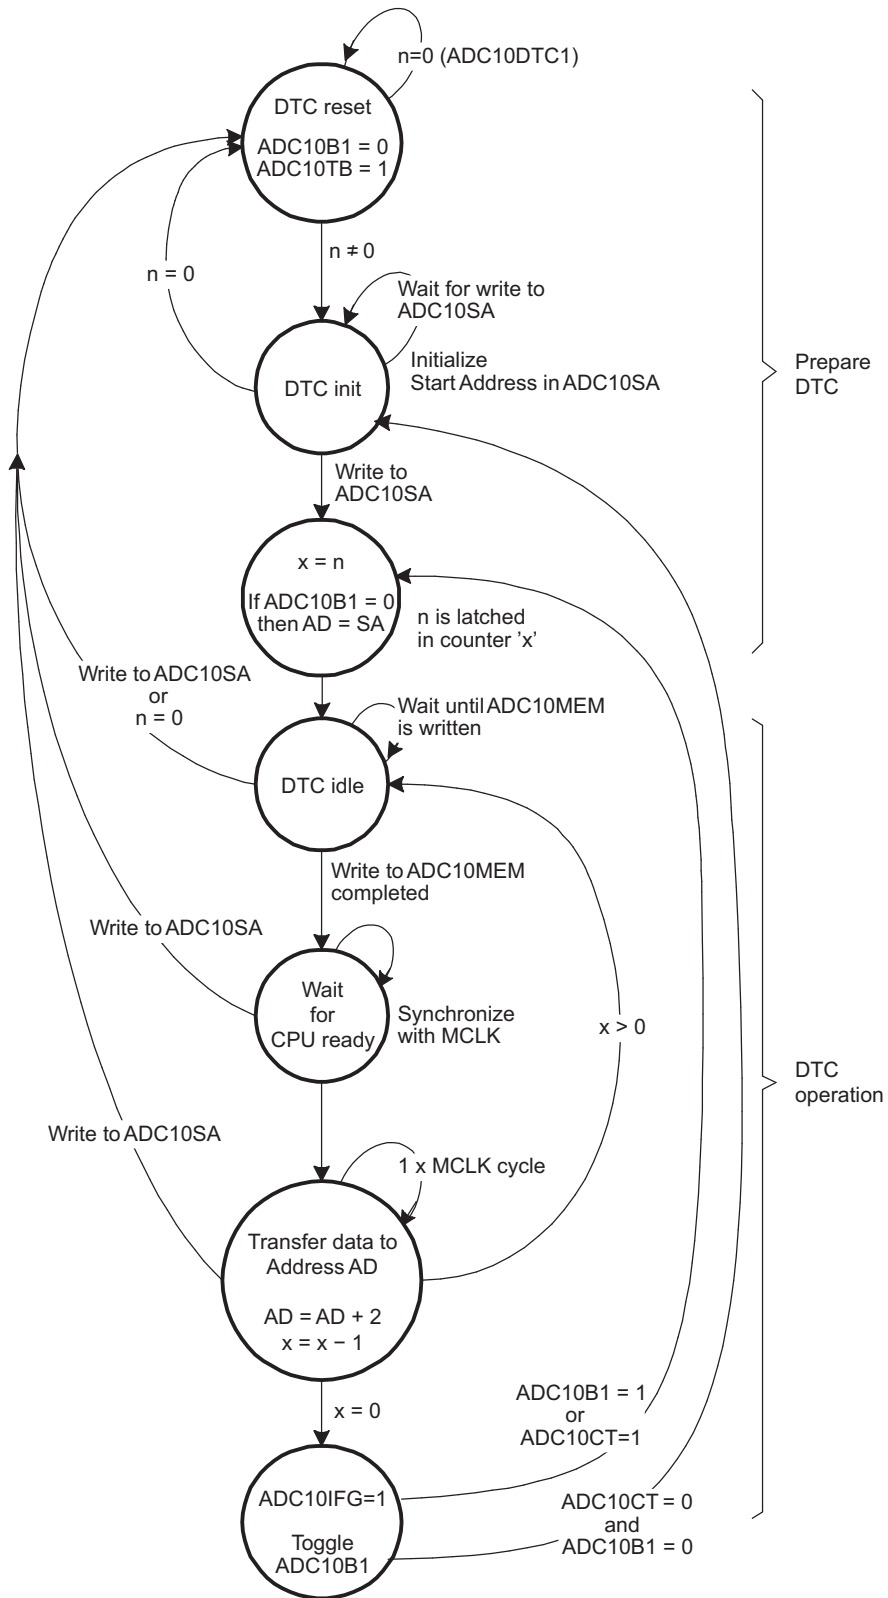 n=0 (ADC10DTC1)
DTC reset
ADC10B1 = 0
ADC10TB = 1
n ≠ 0
n = 0
Wait for write to
ADC10SA
Initialize
Start Address in ADC10SA
DTC init
Prepare
DTC
Write to
ADC10SA
x = n
If ADC10B1 = 0
then AD = SA
n is latched
in counter ’x’
Write to ADC10SA
or
n = 0
Wait until ADC10MEM
is written
DTC idle
Write to ADC10MEM
completed
Write to ADC10SA
Wait
for
CPU ready
Synchronize
with MCLK
x > 0
DTC
operation
Write to ADC10SA
1 x MCLK cycle
Transfer data to
Address AD
AD = AD + 2
x = x − 1
x = 0
ADC10B1 = 1
or
ADC10CT=1
ADC10IFG=1
Toggle
ADC10B1
ADC10CT = 0
and
ADC10B1 = 0